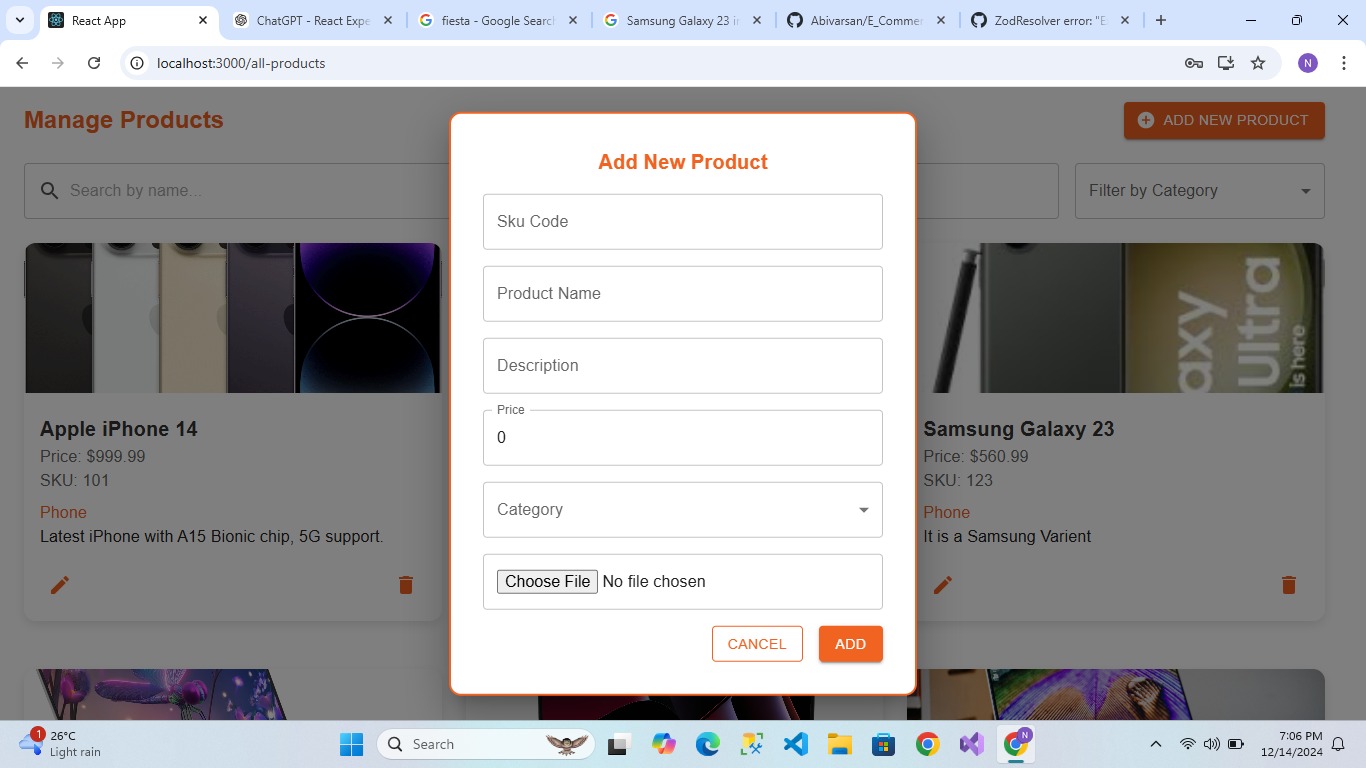 React App
ChatGPT - React Expe
fiesta - Google Search
Samsung Galaxy 23 i
Abivarsan/E_Comme
ZodResolver error: "E
localhost:3000/all-products
N
Manage Products
ADD NEW PRODUCT
Search by name...
Filter by Category
Add New Product
Sku Code
Product Name
Description
Price
0
Category
Choose File No file chosen
CANCEL
ADD
Apple iPhone 14
Price: $999.99
SKU: 101
Phone
Latest iPhone with A15 Bionic chip, 5G support.
axy
Ultra
is here
Samsung Galaxy 23
Price: $560.99
SKU: 123
Phone
It is a Samsung Varient
1
26°C
Light rain
Search
N
7:06 PM
12/14/2024